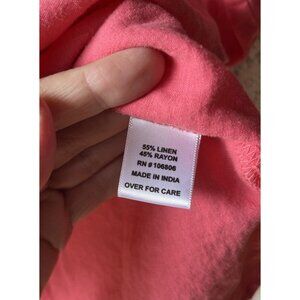 55% LINEN
45% RAYON
RN # 106806
MADE IN INDIA
OVER FOR CARE